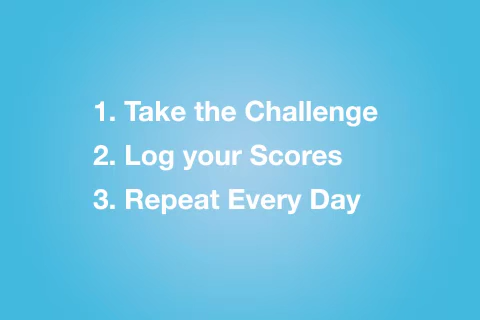 1. Take the Challenge
2. Log your Scores
3. Repeat Every Day